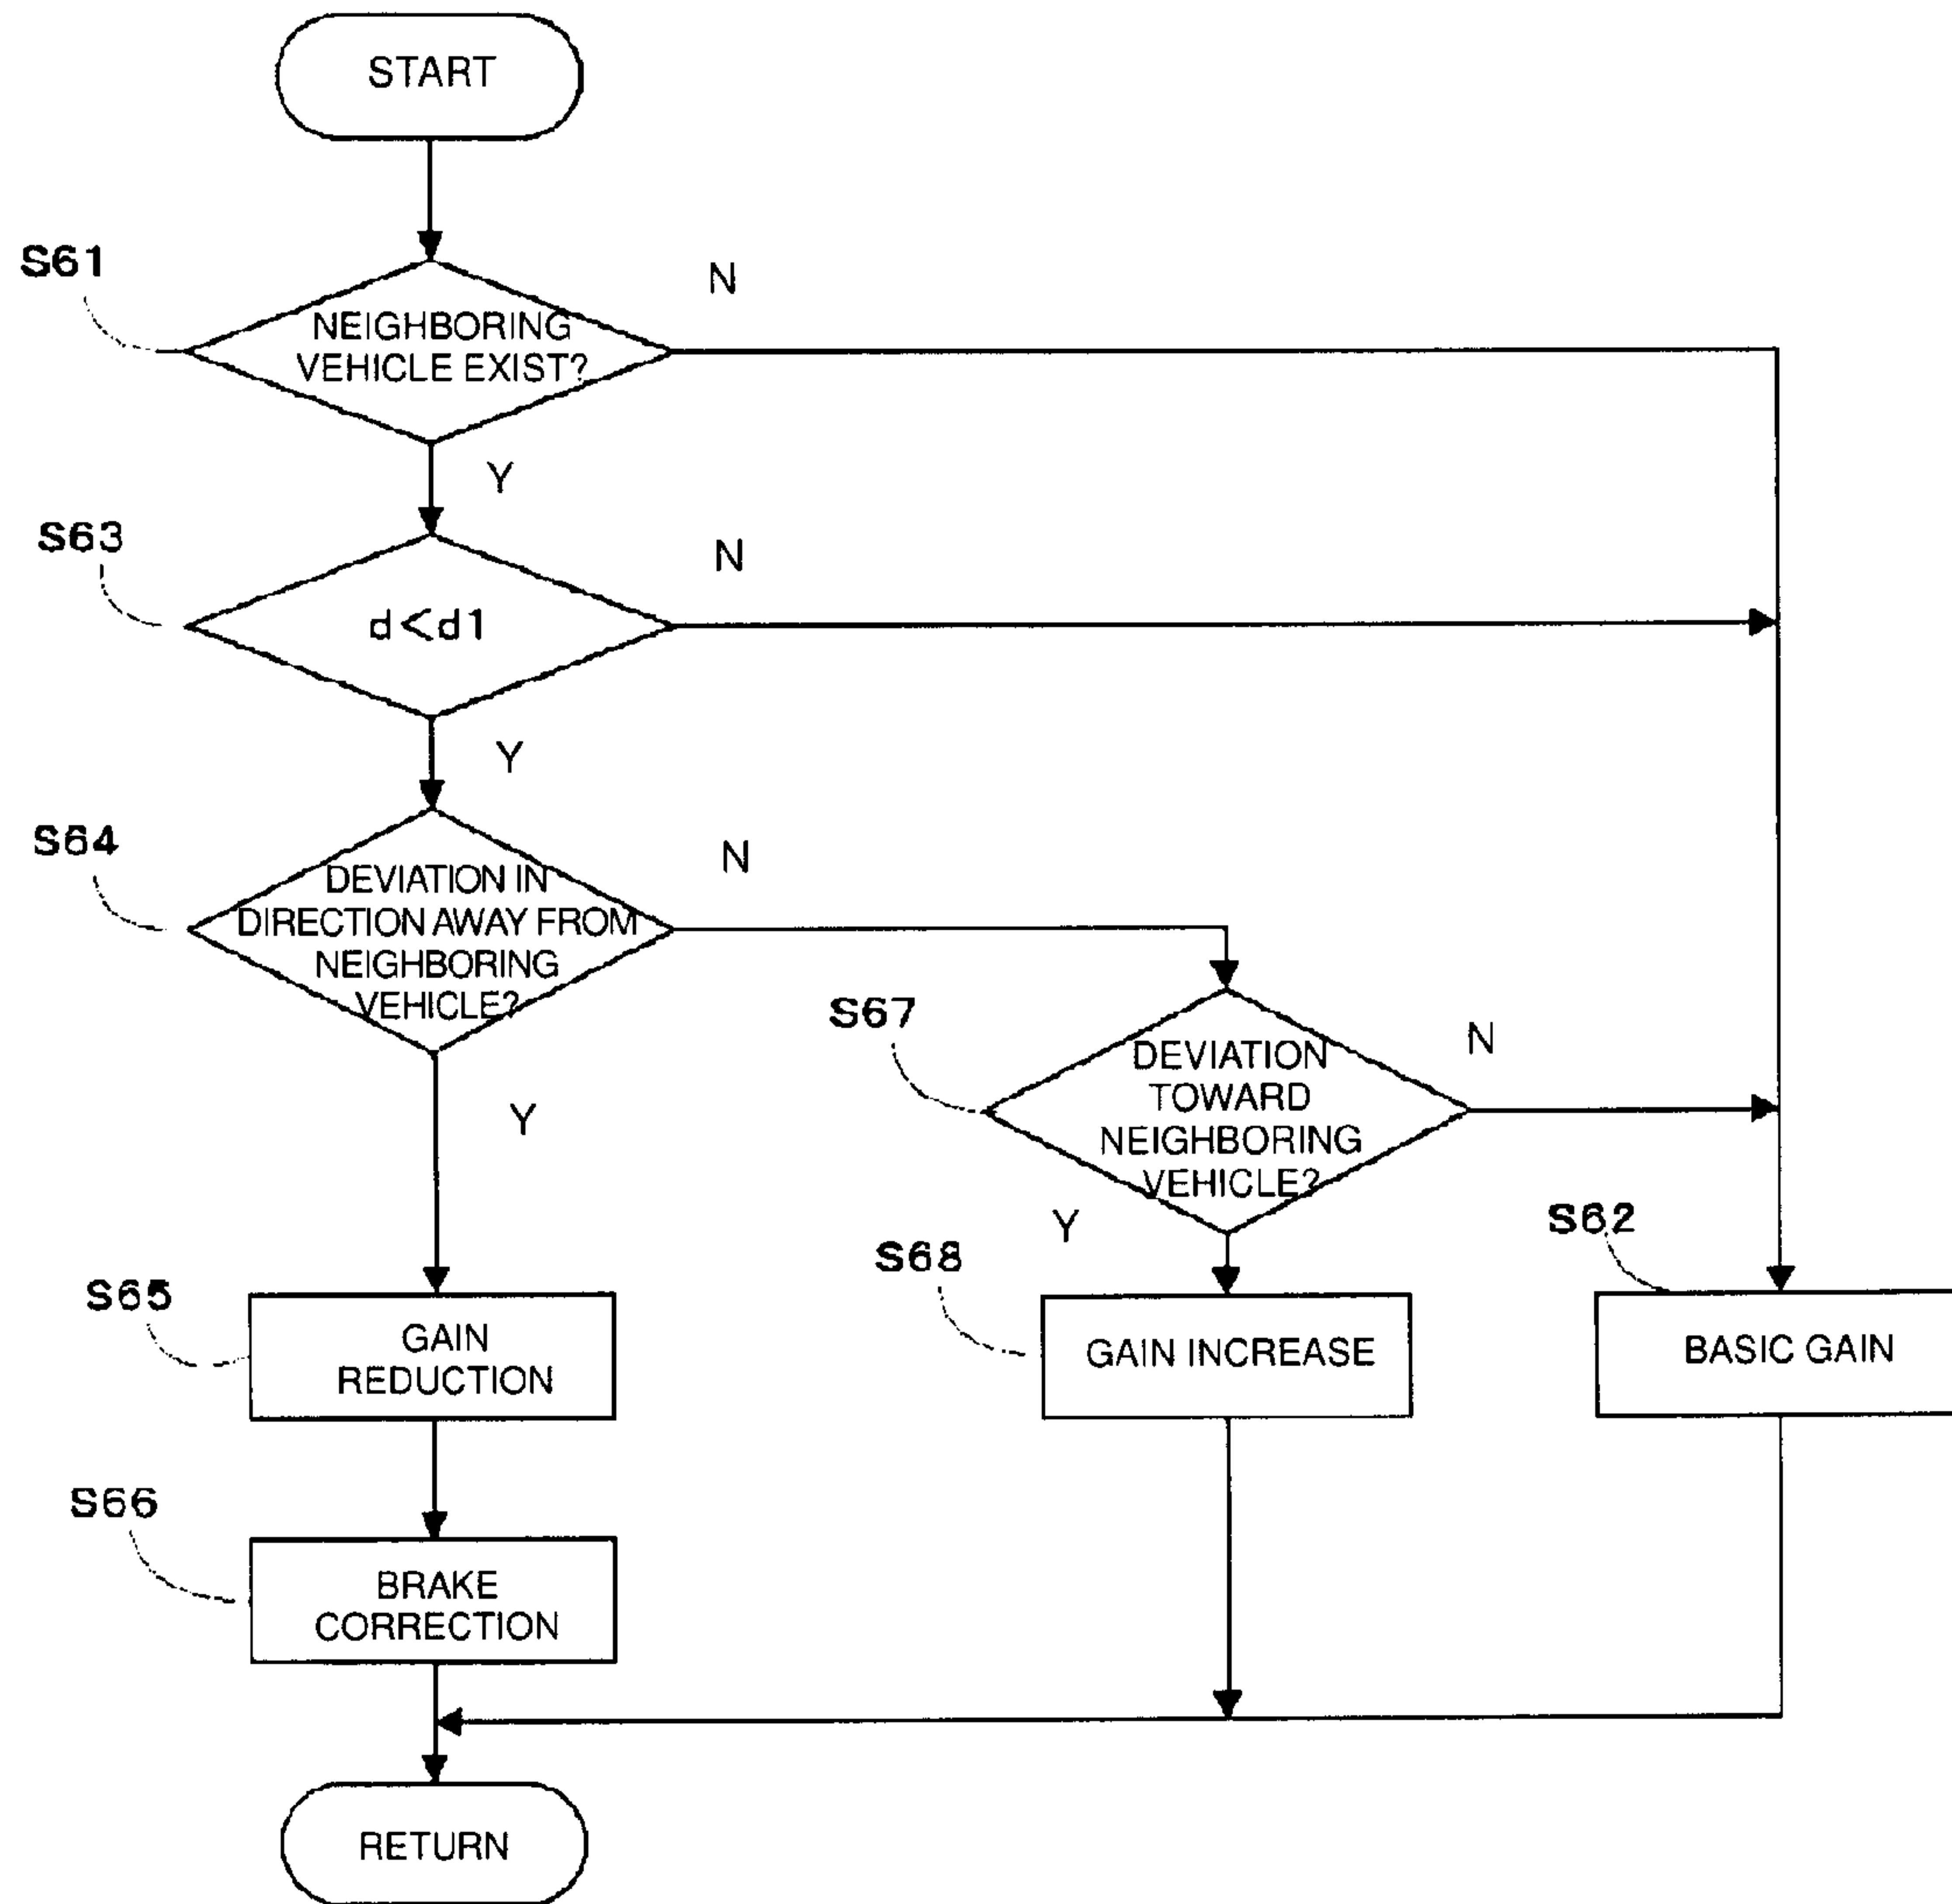 START
S61
N
NEIGHBORING
VEHICLE EXIST?
Y
S63
N
d<d1
Y
S64
N
DEVIATION IN
DIRECTION AWAY FROM
NEIGHBORING
VEHICLE?
Y
S67
N
DEVIATION
TOWARD
NEIGHBORING
VEHICLE?
Y
S65
GAIN
REDUCTION
S68
GAIN INCREASE
S62
BASIC GAIN
S66
BRAKE
CORRECTION
RETURN